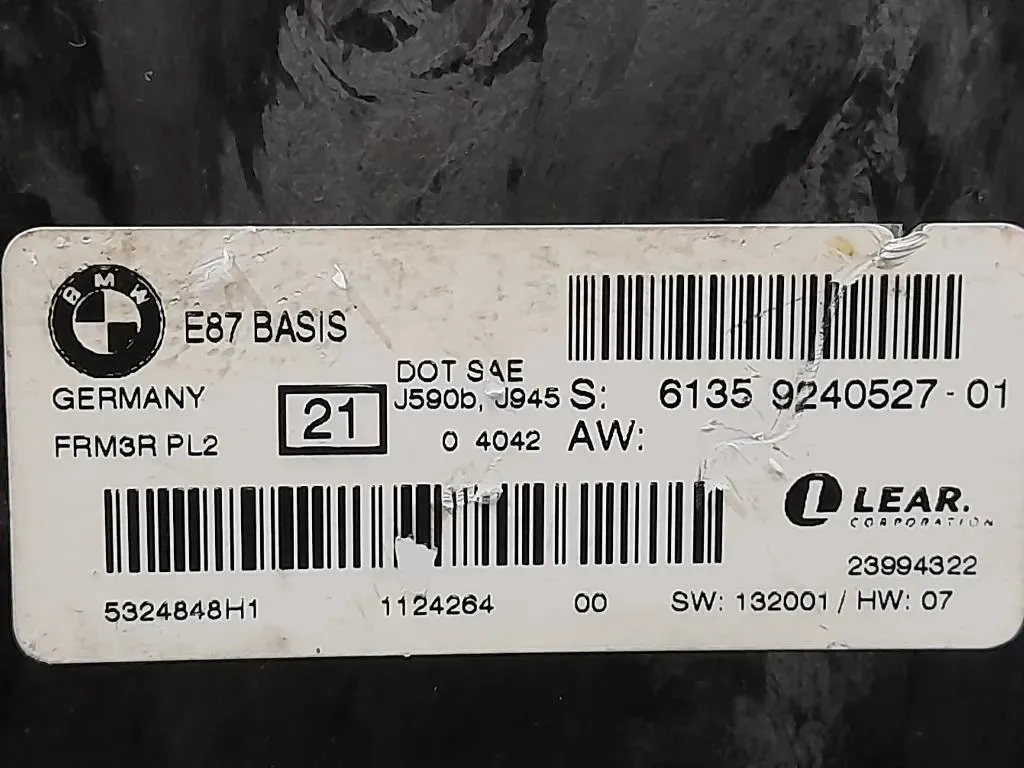 BMW
E87 BASIS
GERMANY
FRM3R PL2
21
DOT SAE
J590b, J945
0 4042
S: 6135 9240527-01
AW:
LEAR.
CORPORATION
23994322
5324848H1 1124264 00 SW: 132001 / HW: 07